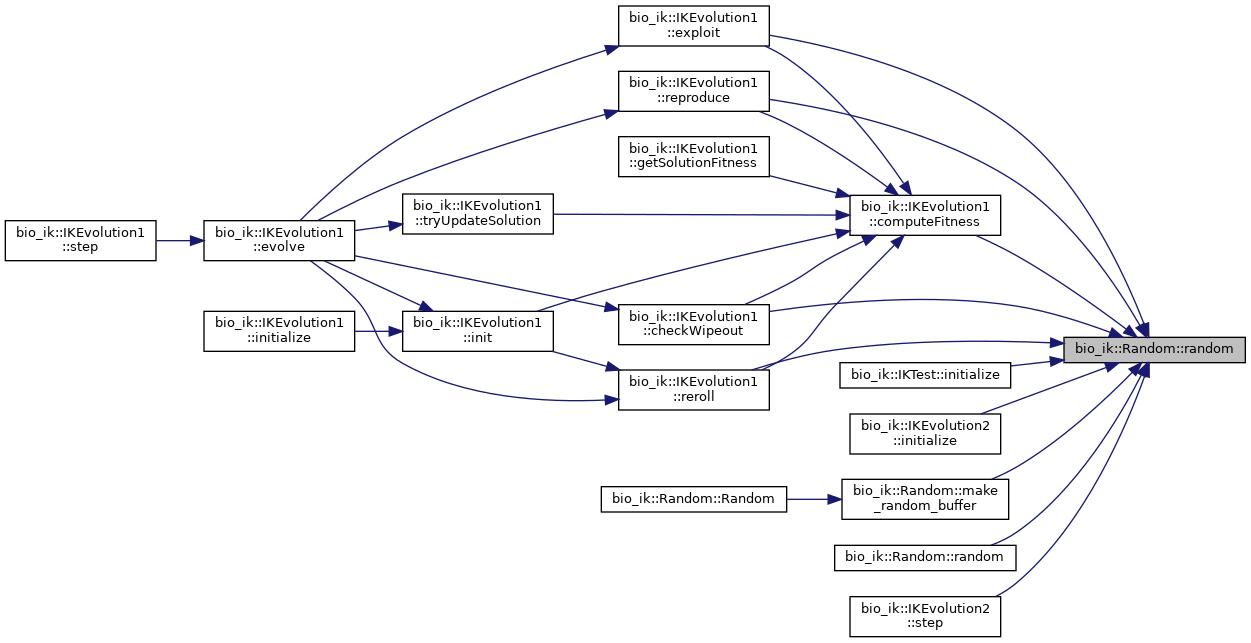 bio_ik::IKEvolution1
::exploit
bio_ik::IKEvolution1
::reproduce
bio_ik::IKEvolution1
::getSolutionFitness
bio_ik::IKEvolution1
::tryUpdateSolution
bio_ik::IKEvolution1
::computeFitness
bio_ik::IKEvolution1
::step
bio_ik::IKEvolution1
::evolve
bio_ik::IKEvolution1
::initialize
bio_ik::IKEvolution1
::init
bio_ik::IKEvolution1
::checkWipeout
bio_ik::Random::random
bio_ik::IKEvolution1
::reroll
bio_ik::IKTest::initialize
bio_ik::IKEvolution2
::initialize
bio_ik::Random::Random
bio_ik::Random::make
_random_buffer
bio_ik::Random::random
bio_ik::IKEvolution2
::step